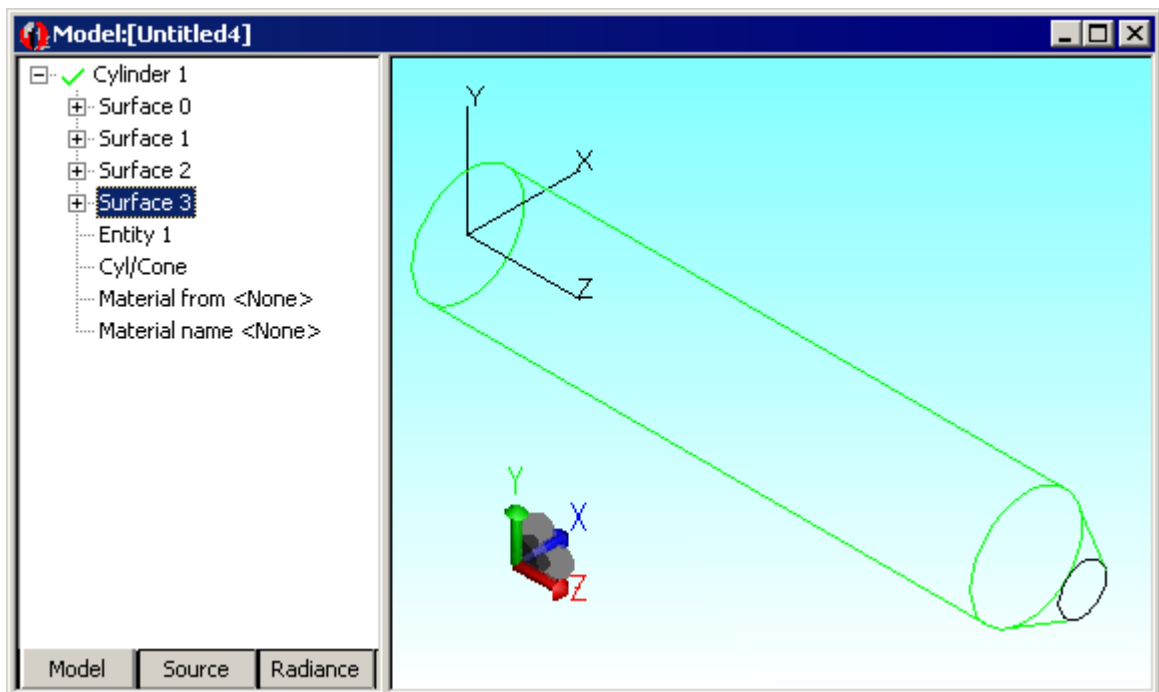 Model:[Untitled4]
Cylinder 1
Surface 0
Surface 1
Surface 2
Surface 3
Entity 1
Cyl/Cone
Material from <None>
Material name <None>
Model Source Radiance
Y
X
Z
Y
X
Z